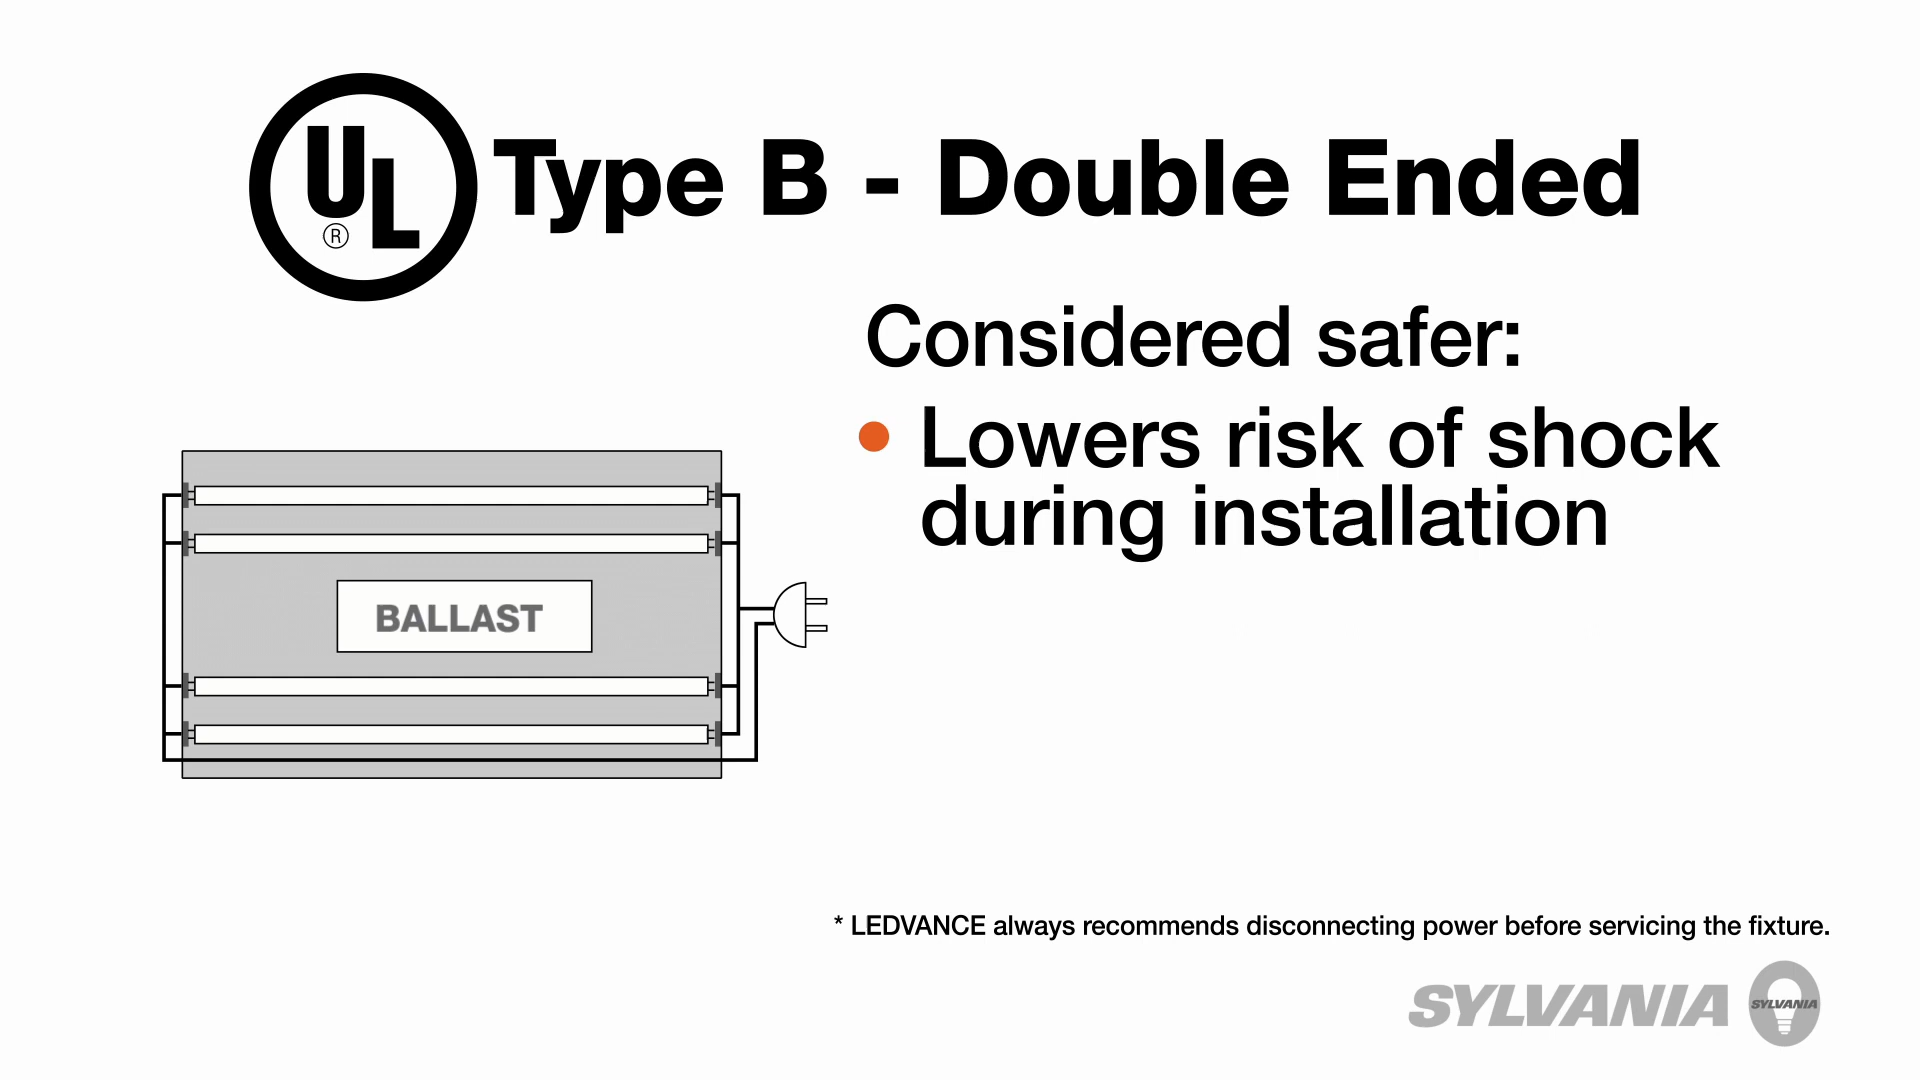 UL
®
Type B - Double Ended
Considered safer:
• Lowers risk of shock
during installation
BALLAST
* LEDVANCE always recommends disconnecting power before servicing the fixture.
SYLVANIA
SYLVANIA